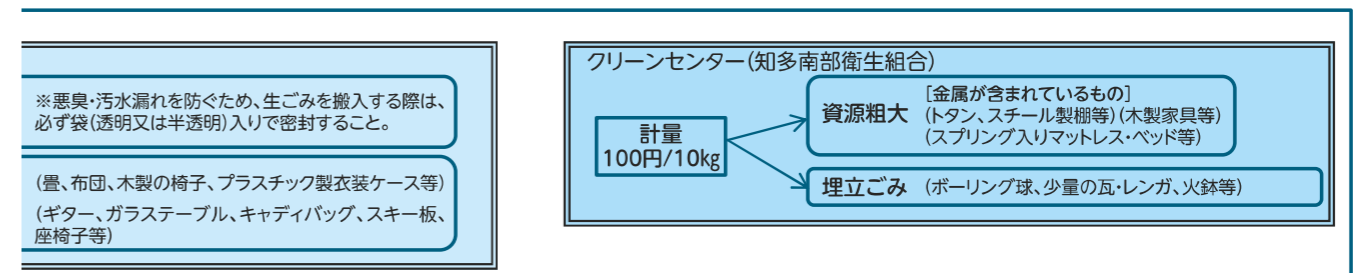 ※悪臭・汚水漏れを防ぐため、生ごみを搬入する際は、
必ず袋(透明又は半透明)入りで密封すること。
(畳、布団、木製の椅子、プラスチック製衣装ケース等)
(ギター、ガラステーブル、キャディバッグ、スキー板、
座椅子等)
クリーンセンター(知多南部衛生組合)
計量
100円/10kg
資源粗大
[金属が含まれているもの]
(トタン、スチール製棚等)(木製家具等)
(スプリング入りマットレス・ベッド等)
埋立ごみ (ボーリング球、少量の瓦・レンガ、火鉢等)